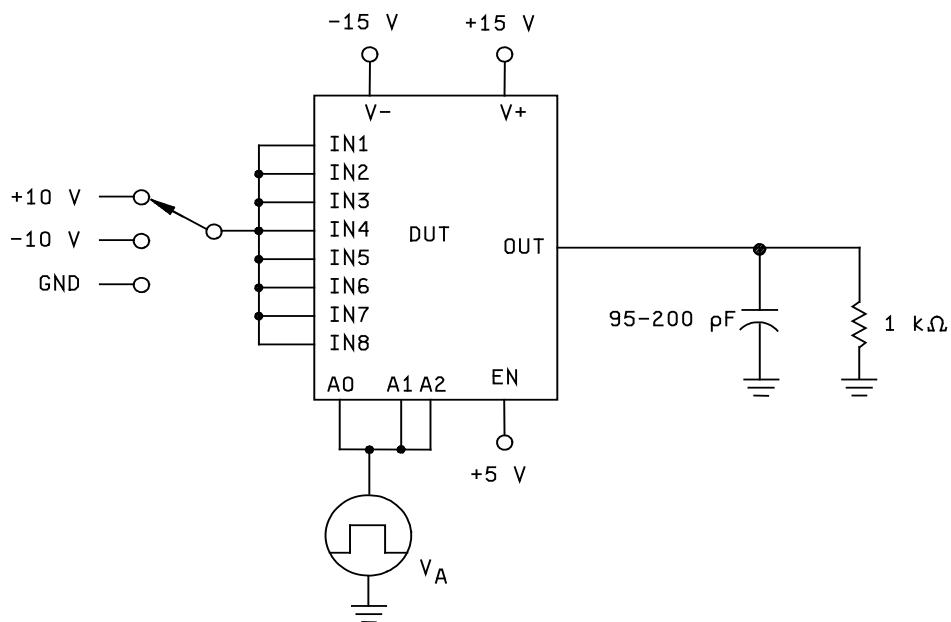 -15 V
+15 V
V-
V+
IN1
IN2
IN3
IN4
IN5
IN6
IN7
IN8
+10 V
-10 V
GND
DUT
OUT
95-200 pF
1 kΩ
A0
A1
A2
EN
+5 V
VA